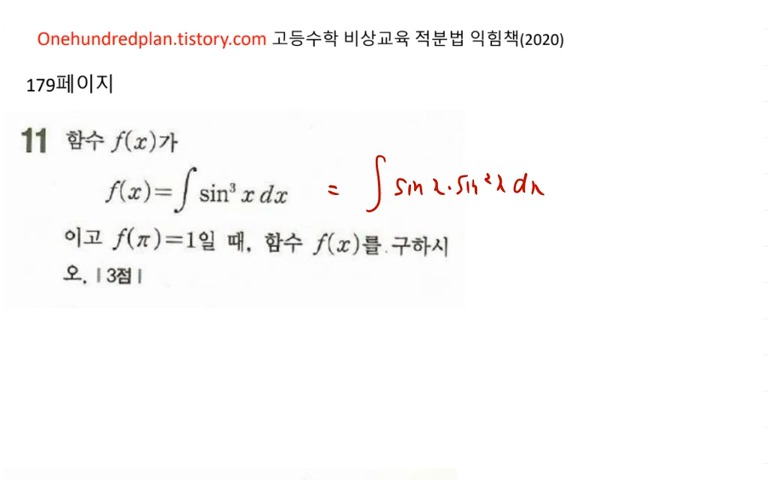 Onehundredplan.tistory.com 고등수학 비상교육 적분법 익힘책(2020)
179페이지
11 함수 f(x)가
f(x)=∫sin³ x dx = ∫ sin x·sin²x dx
이고 f(π)=1일 때, 함수 f(x)를 구하시
오. | 3점 |